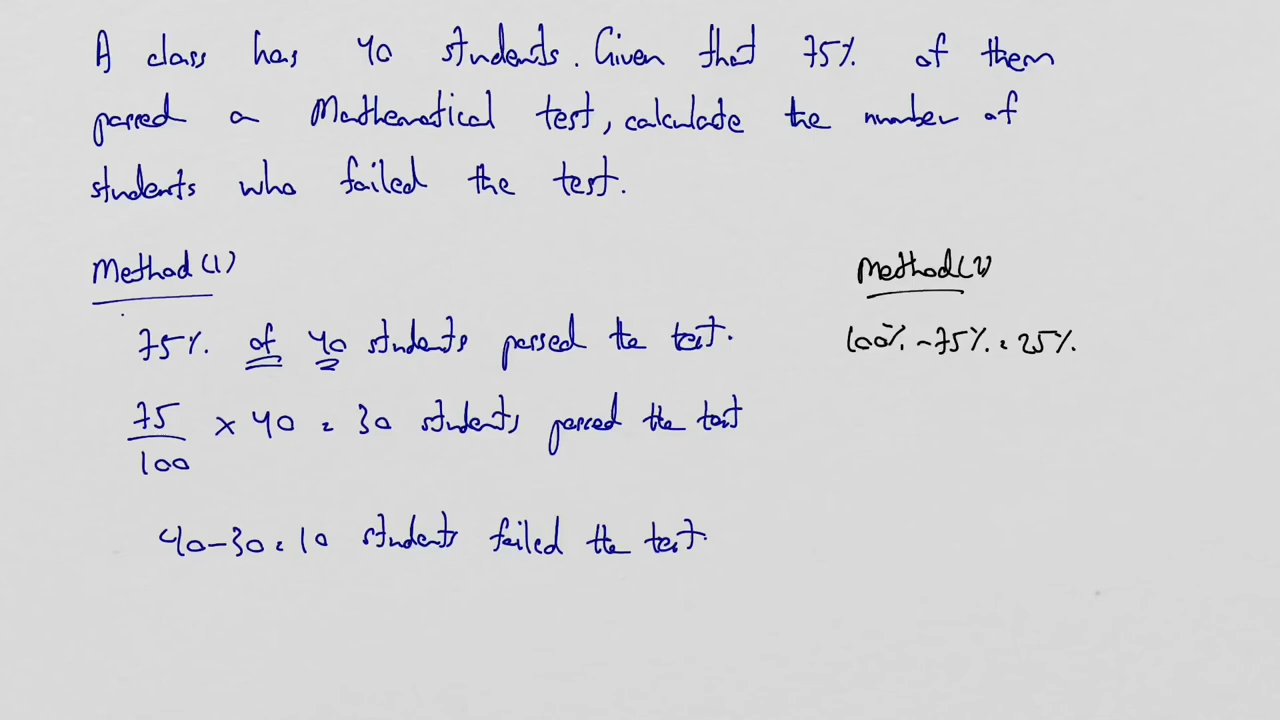 A class has 40 students. Given that 75% of them
passed a Mathematical test, calculate the number of
students who failed the test.
Method (1)
75% of 40 students passed the test.
75/100 × 40 = 30 students passed the test
40-30=10 students failed the test.
Method (2)
100% - 75% = 25%.